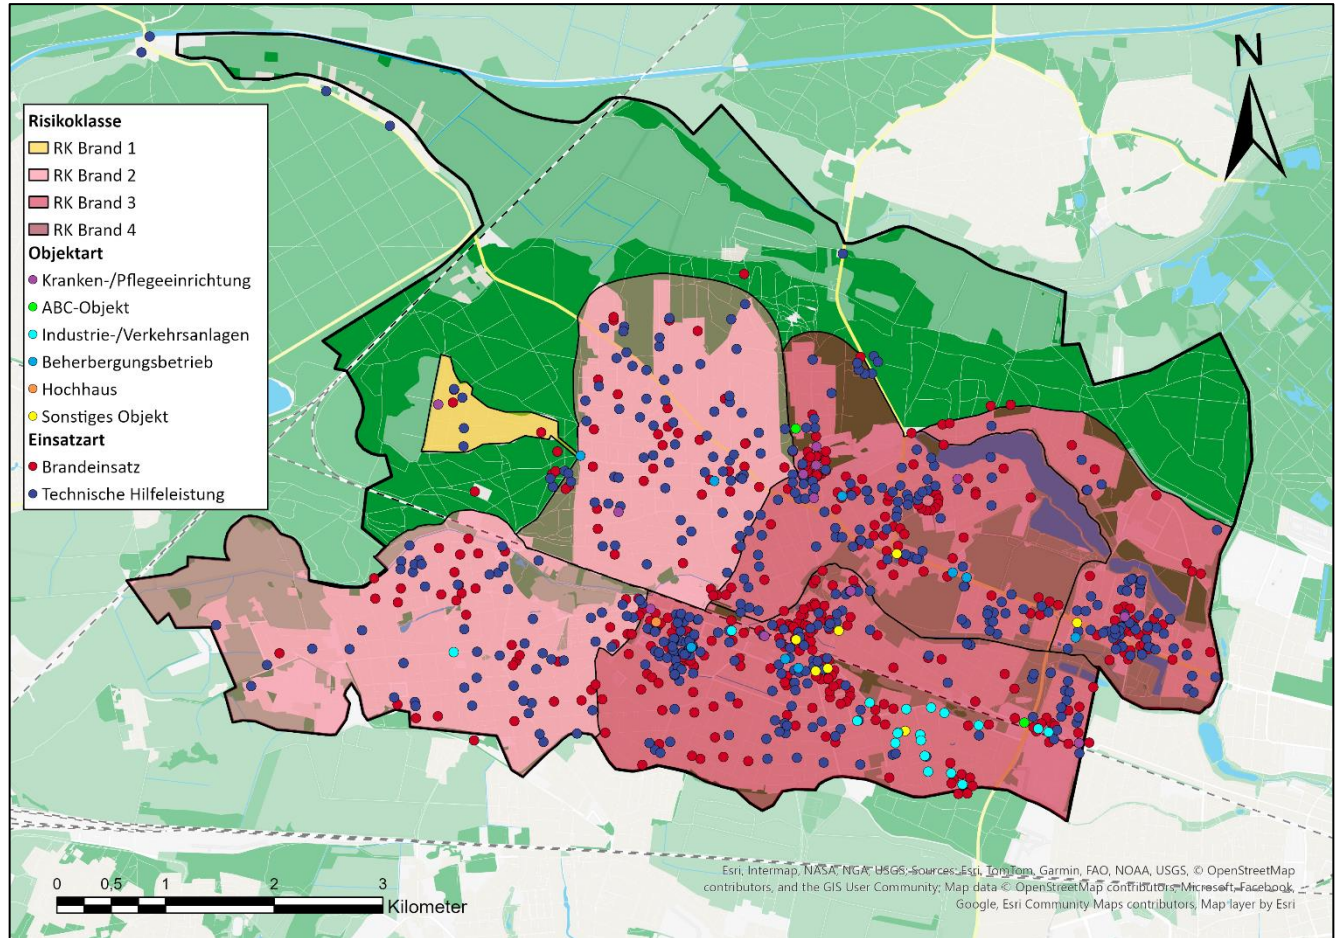 N
Risikoklasse
RK Brand 1
RK Brand 2
RK Brand 3
RK Brand 4
Objektart
Kranken-/Pflegeeinrichtung
ABC-Objekt
Industrie-/Verkehrsanlagen
Beherbergungsbetrieb
Hochhaus
Sonstiges Objekt
Einsatzart
Brandeinsatz
Technische Hilfeleistung
0 0,5 1 2 3
Kilometer
Esri, Intermap, NASA, NGA, USGS; Sources: Esri, TomTom, Garmin, FAO, NOAA, USGS, © OpenStreetMap
contributors, and the GIS User Community; Map data © OpenStreetMap contributors, Microsoft, Facebook,
Google, Esri Community Maps contributors, Map layer by Esri